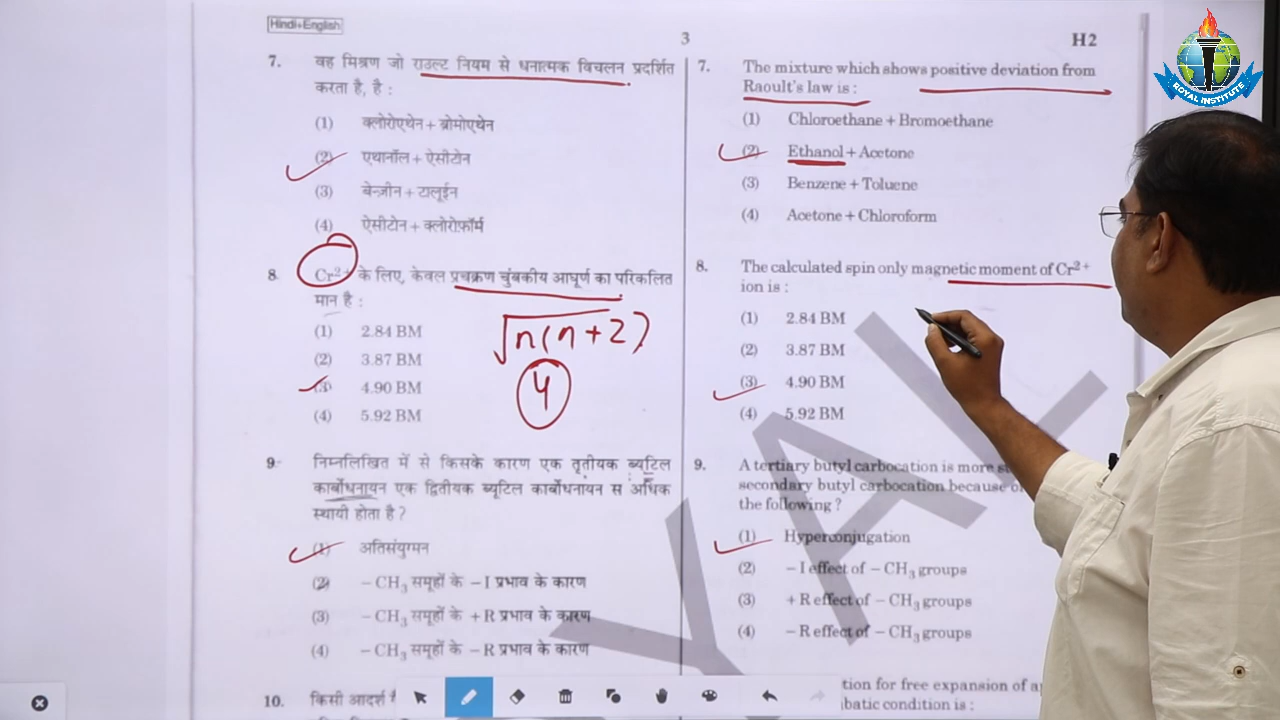 Hindi+English
3
H2
ROYAL INSTITUTE
7. वह मिश्रण जो राउल्ट नियम से धनात्मक विचलन प्रदर्शित
करता है, है :
(1) क्लोरोएथेन + ब्रोमोएथेन
(2) एथानॉल + ऐसीटोन
(3) बेन्ज़ीन + टालूईन
(4) ऐसीटोन + क्लोरोफ़ॉर्म
8. Cr²⁺ के लिए, केवल प्रचक्रण चुंबकीय आघूर्ण का परिकलित
मान है :
(1) 2.84 BM
(2) 3.87 BM
(3) 4.90 BM
(4) 5.92 BM
√n(n+2)
4
9. निम्नलिखित में से किसके कारण एक तृतीयक ब्यूटिल
कार्बोधनायन एक द्वितीयक ब्यूटिल कार्बोधनायन स अधिक
स्थायी होता है ?
(1) अतिसंयुग्मन
(2) – CH₃ समूहों के – I प्रभाव के कारण
(3) – CH₃ समूहों के + R प्रभाव के कारण
(4) – CH₃ समूहों के – R प्रभाव के कारण
10. किसी आदर्श
7. The mixture which shows positive deviation from
Raoult's law is :
(1) Chloroethane + Bromoethane
(2) Ethanol + Acetone
(3) Benzene + Toluene
(4) Acetone + Chloroform
8. The calculated spin only magnetic moment of Cr²⁺
ion is :
(1) 2.84 BM
(2) 3.87 BM
(3) 4.90 BM
(4) 5.92 BM
9. A tertiary butyl carbocation is more
secondary butyl carbocation because
the following ?
(1) Hyperconjugation
(2) – I effect of – CH₃ groups
(3) + R effect of – CH₃ groups
(4) – R effect of – CH₃ groups
tion for free expansion of
batic condition is :
YAL